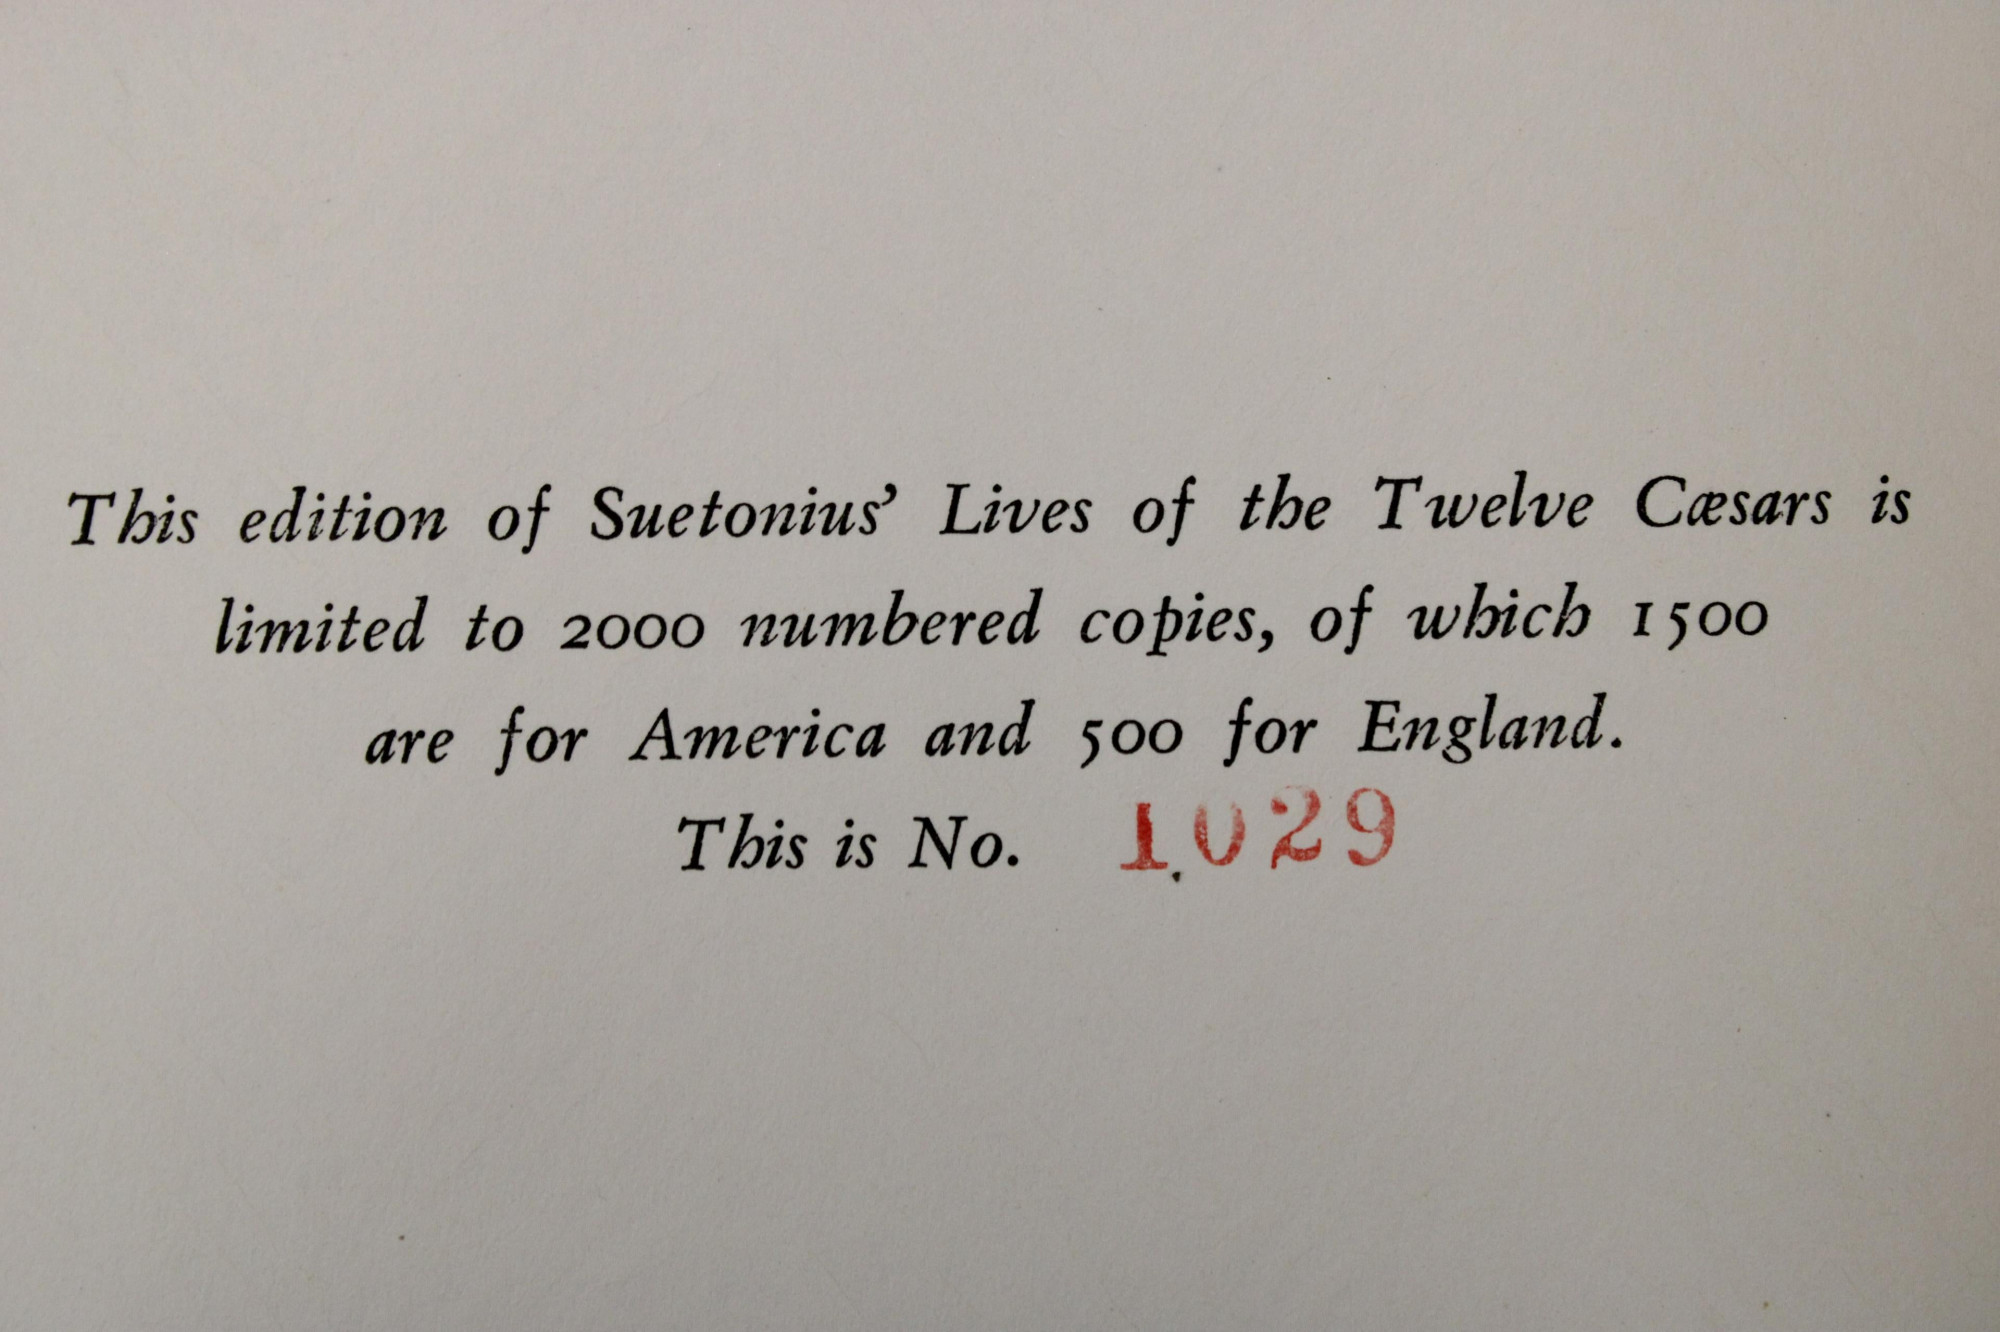 This edition of Suetonius’ Lives of the Twelve Cæsars is
limited to 2000 numbered copies, of which 1500
are for America and 500 for England.
This is No. 1029